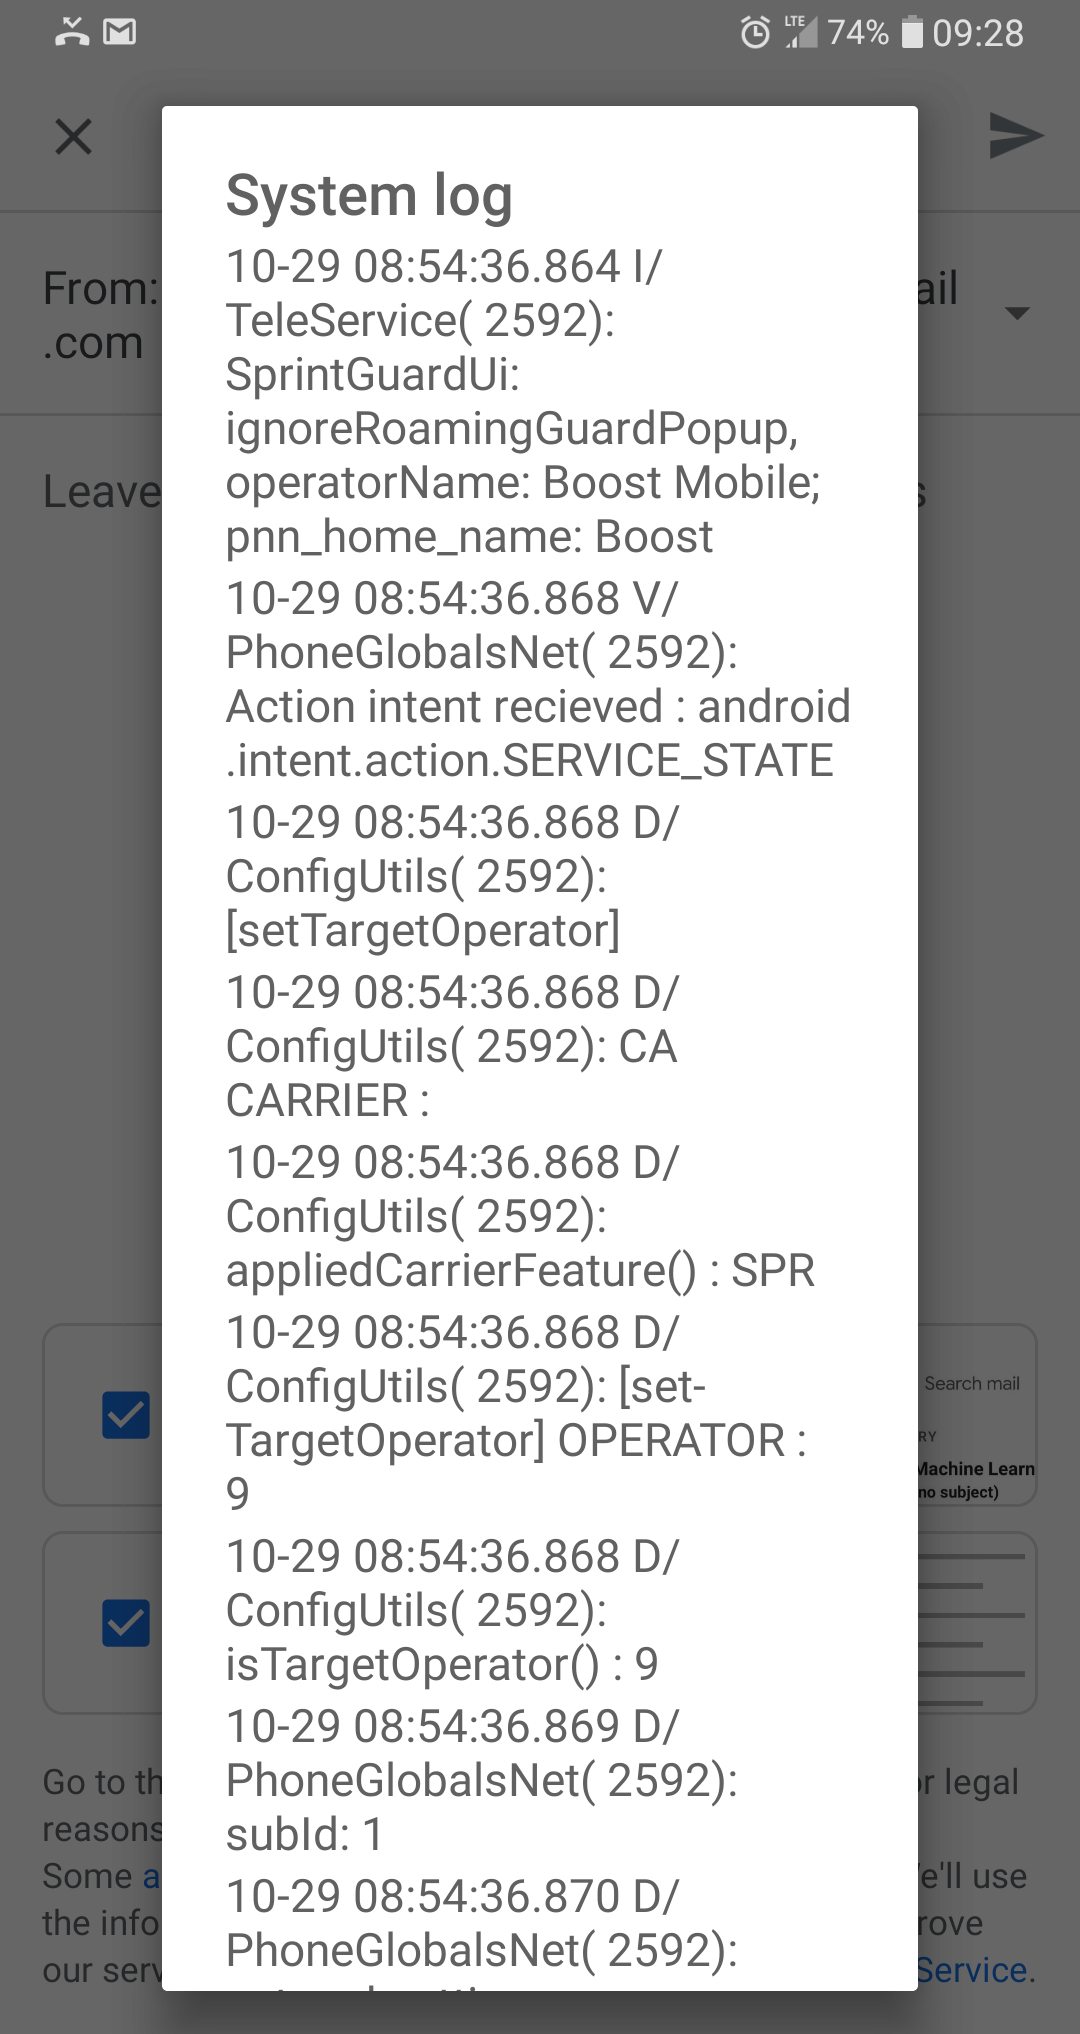 LTE 74% 09:28
System log
10-29 08:54:36.864 I/
TeleService( 2592):
SprintGuardUi:
ignoreRoamingGuardPopup,
operatorName: Boost Mobile;
pnn_home_name: Boost
10-29 08:54:36.868 V/
PhoneGlobalsNet( 2592):
Action intent recieved : android
.intent.action.SERVICE_STATE
10-29 08:54:36.868 D/
ConfigUtils( 2592):
[setTargetOperator]
10-29 08:54:36.868 D/
ConfigUtils( 2592): CA
CARRIER :
10-29 08:54:36.868 D/
ConfigUtils( 2592):
appliedCarrierFeature() : SPR
10-29 08:54:36.868 D/
ConfigUtils( 2592): [set-
TargetOperator] OPERATOR :
9
10-29 08:54:36.868 D/
ConfigUtils( 2592):
isTargetOperator() : 9
10-29 08:54:36.869 D/
PhoneGlobalsNet( 2592):
subId: 1
10-29 08:54:36.870 D/
PhoneGlobalsNet( 2592):
From: ail
.com
Leave
Search mail
RY
Machine Learn
no subject)
Go to th r legal
reasons
Some a e'll use
the info rove
our serv Service.